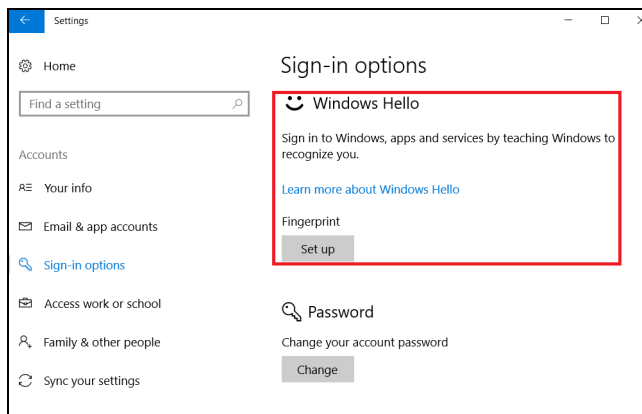 Settings
Home
Find a setting
Accounts
Your info
Email & app accounts
Sign-in options
Access work or school
Family & other people
Sync your settings
Sign-in options
Windows Hello
Sign in to Windows, apps and services by teaching Windows to
recognize you.
Learn more about Windows Hello
Fingerprint
Set up
Password
Change your account password
Change